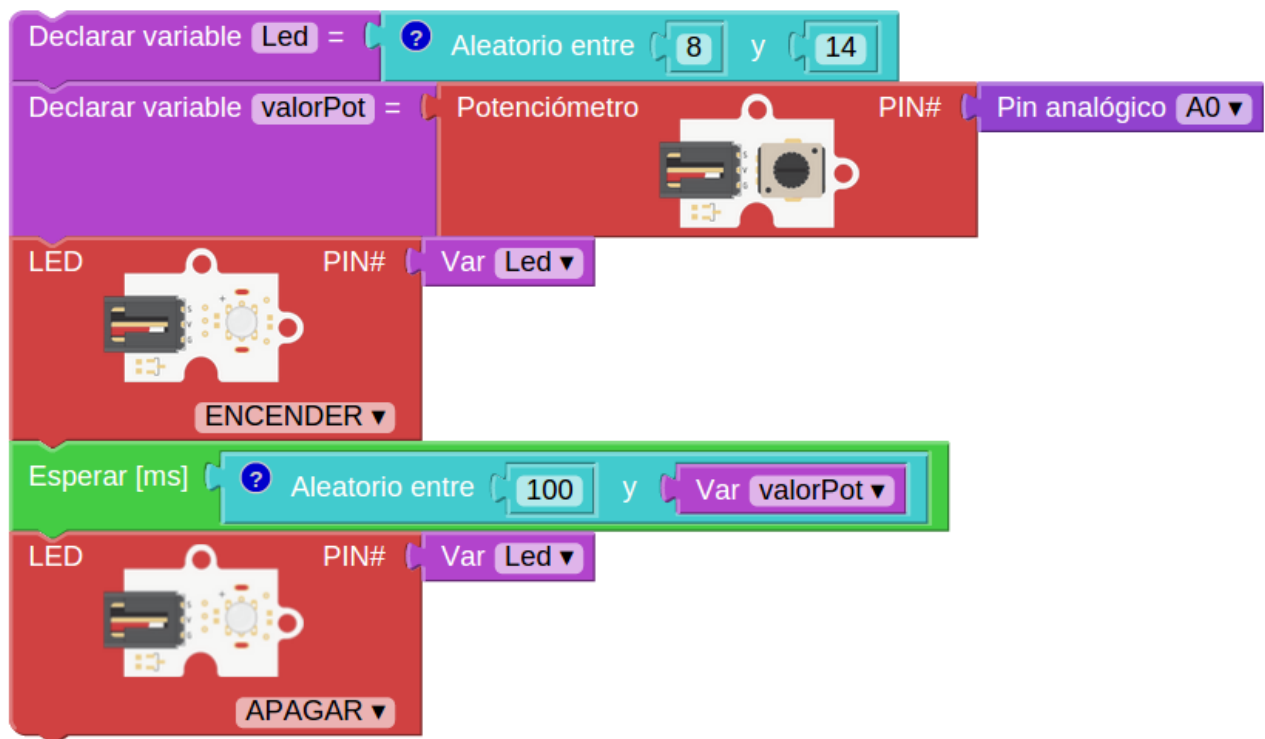 Declarar variable Led = ? Aleatorio entre 8 y 14
Declarar variable valorPot = Potenciómetro PIN# Pin analógico A0 ▾
LED PIN# Var Led ▾
ENCENDER ▾
Esperar [ms] ? Aleatorio entre 100 y Var valorPot ▾
LED PIN# Var Led ▾
APAGAR ▾